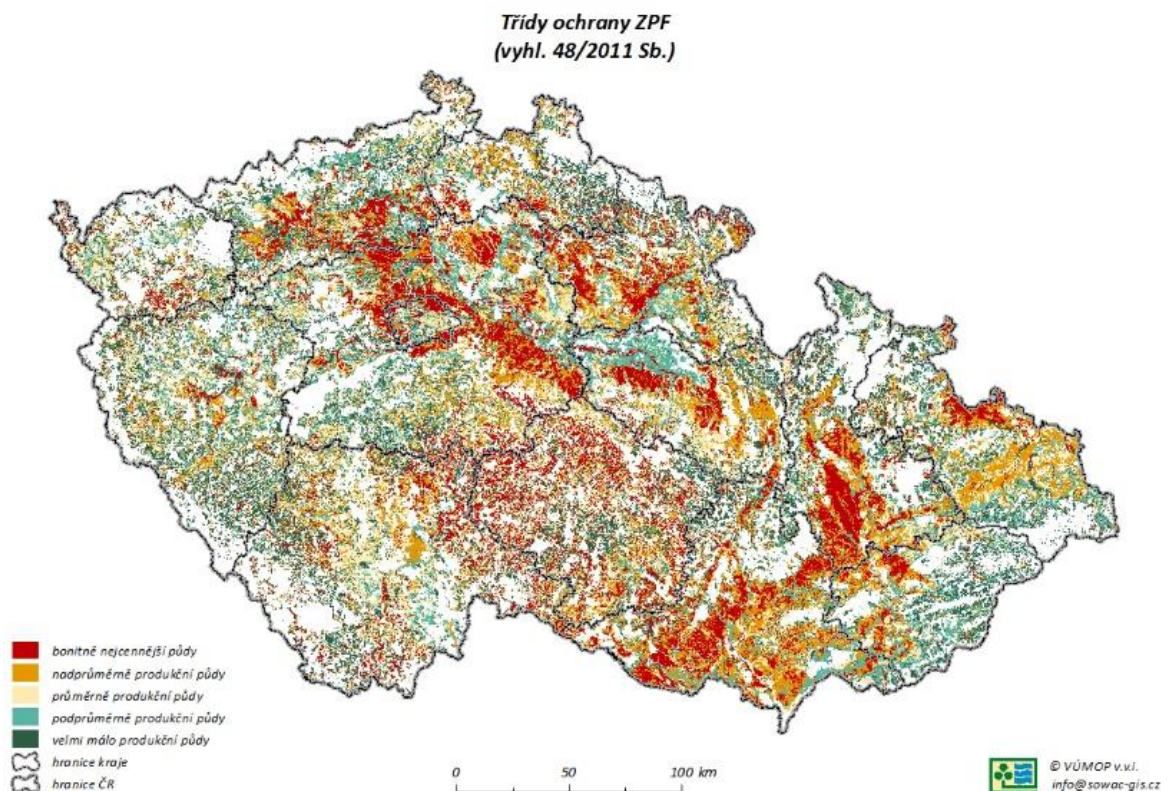 Třídy ochrany ZPF
(vyhl. 48/2011 Sb.)
bonitně nejcennější půdy
nadprůměrně produkční půdy
průměrně produkční půdy
podprůměrně produkční půdy
velmi málo produkční půdy
hranice kraje
hranice ČR
0 50 100 km
© VÚMOP v.v.i.
info@sowac-gis.cz